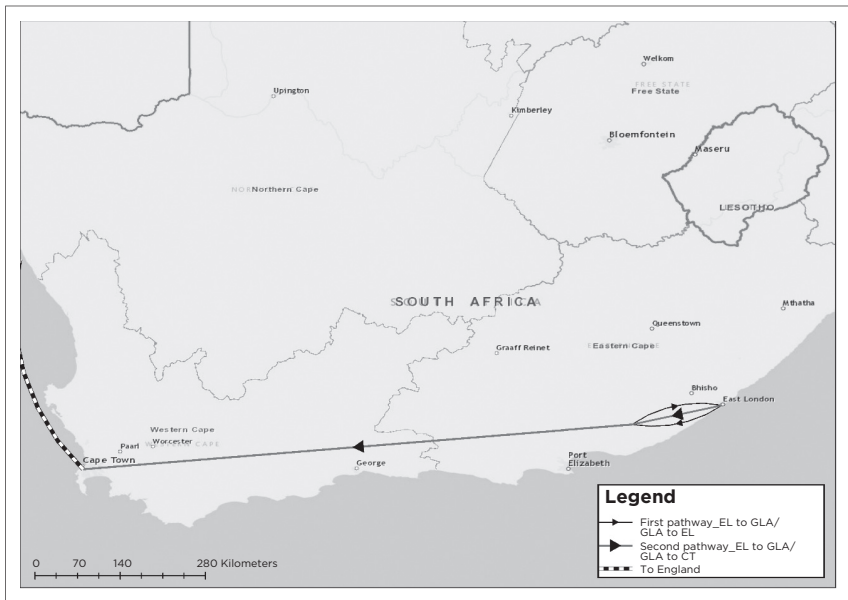 Welkom
FREE STATE
Free State
Upington
Kimberley
Bloemfontein
Maseru
Northern Cape
LESOTHO
SOUTH AFRICA
Mthatha
Queenstown
Graaff Reinet
Eastern Cape
Bhisho
East London
Western Cape
Paarl
Worcester
Cape Town
George
Port
Elizabeth
Legend
First pathway_EL to GLA/
GLA to EL
Second pathway_EL to GLA/
GLA to CT
To England
0 70 140 280 Kilometers